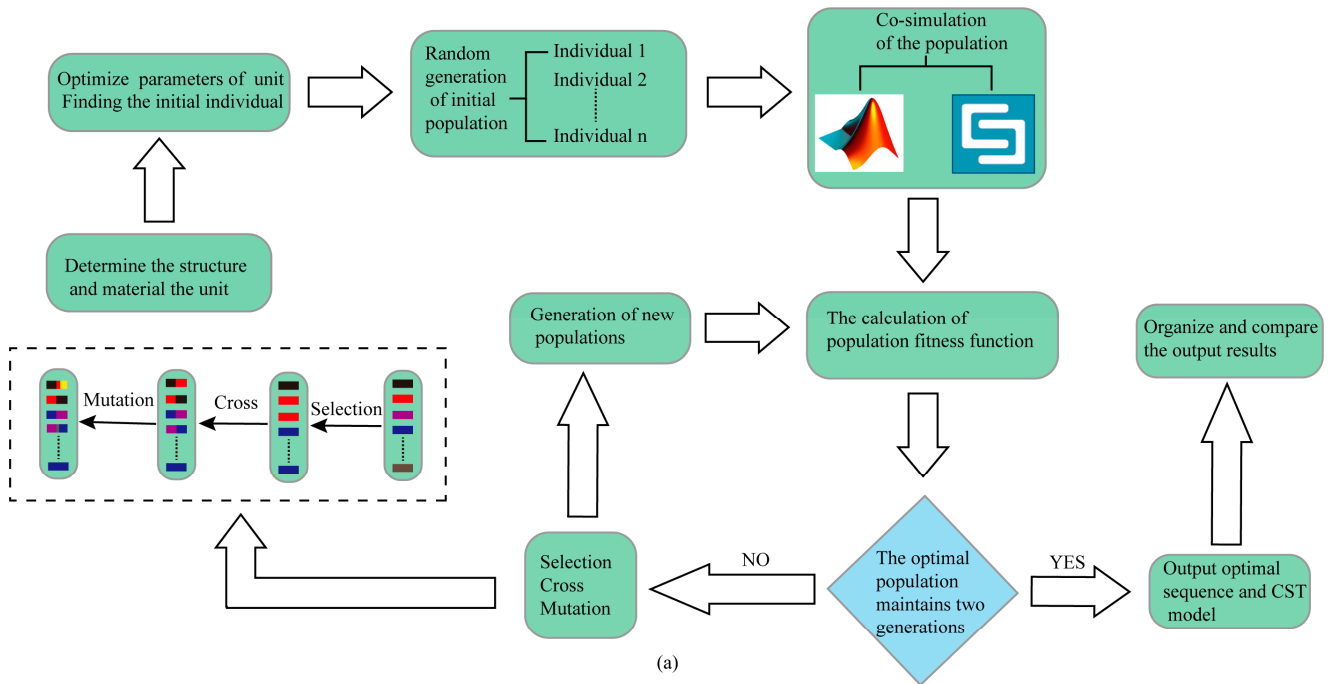 Optimize parameters of unit
Finding the initial individual
Random
generation
of initial
population
Individual 1
Individual 2
Individual n
Co-simulation
of the population
Determine the structure
and material the unit
Generation of new
populations
The calculation of
population fitness function
Organize and compare
the output results
Mutation
Cross
Selection
Selection
Cross
Mutation
NO
The optimal
population
maintains two
generations
YES
Output optimal
sequence and CST
model
(a)